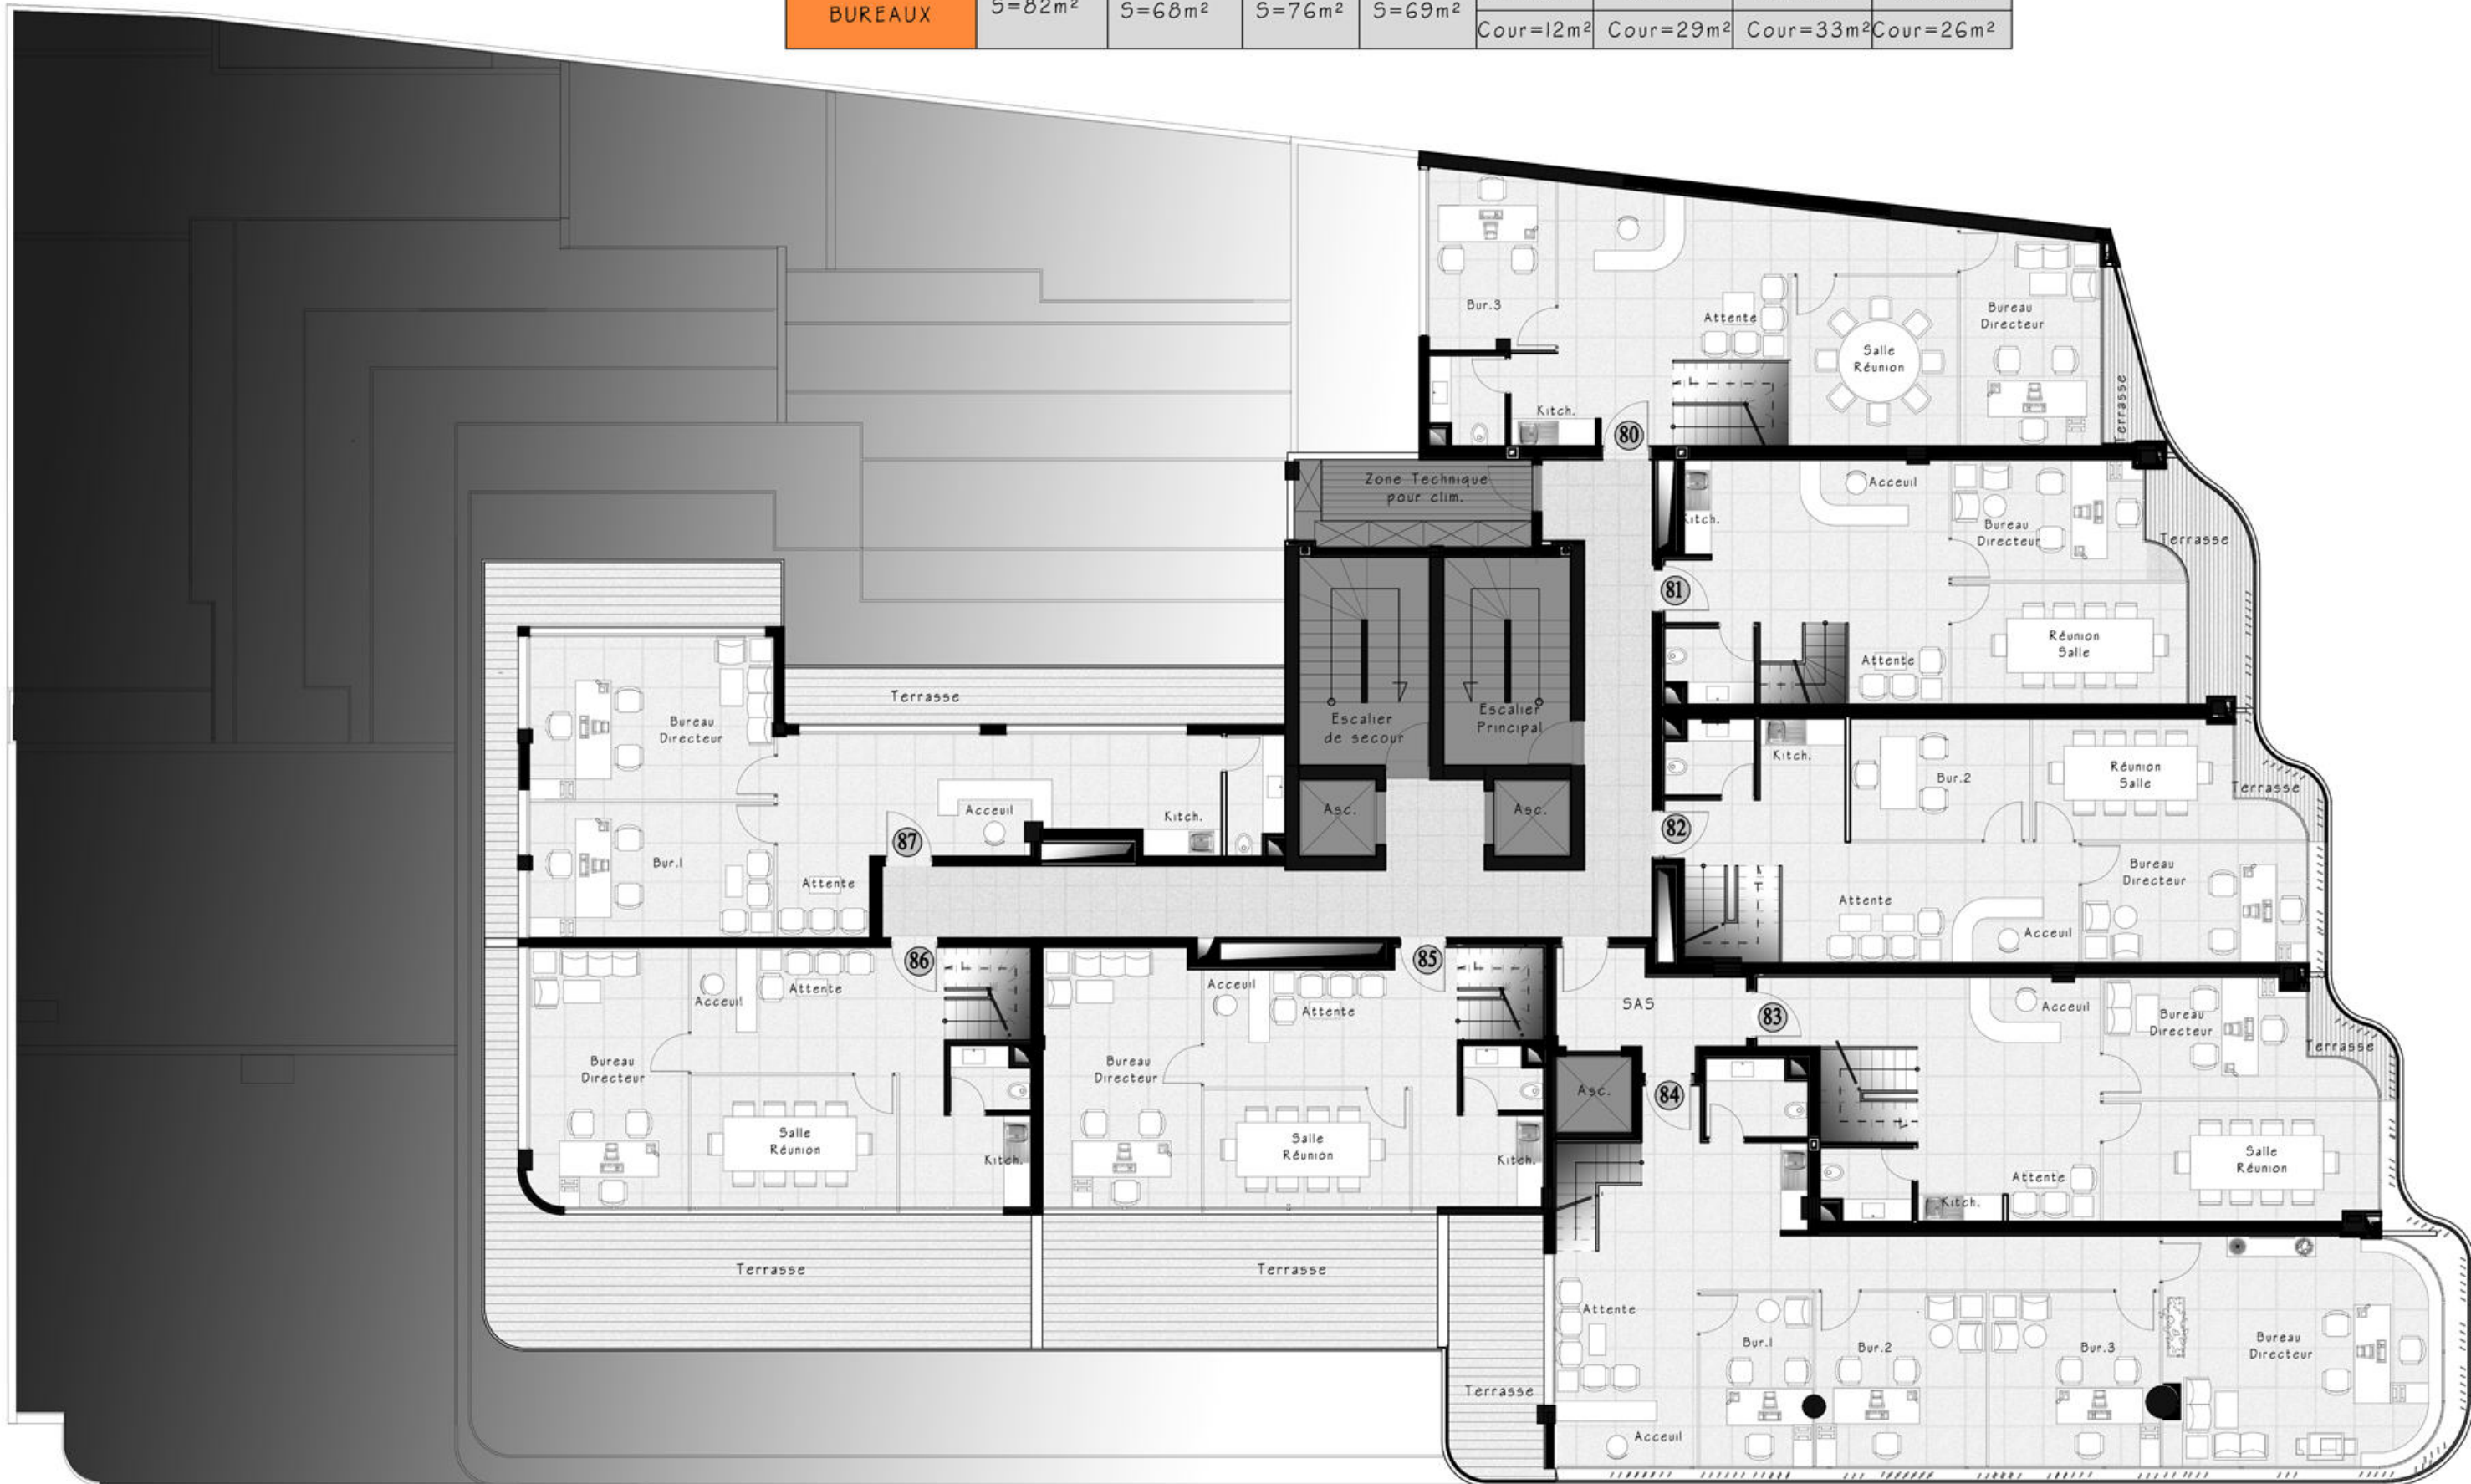 BUREAUX
S=82m²
S=68m²
S=76m²
S=69m²
Cour=12m²
Cour=29m²
Cour=33m²
Cour=26m²
Bur.3
Attente
Salle
Réunion
Bureau
Directeur
Terrasse
Kitch.
80
Zone Technique
pour clim.
Kitch.
Acceuil
Bureau
Directeur
Terrasse
81
Réunion
Salle
Attente
Escalier
de secour
Escalier
Principal
Asc.
Asc.
Kitch.
Bur.2
Réunion
Salle
Terrasse
82
Bureau
Directeur
Attente
Acceuil
Terrasse
Bureau
Directeur
Acceuil
Kitch.
87
Bur.1
Attente
86
Acceuil
Attente
Bureau
Directeur
Salle
Réunion
Kitch.
Terrasse
85
Acceuil
Attente
Bureau
Directeur
Salle
Réunion
Kitch.
Terrasse
SAS
83
Acceuil
Bureau
Directeur
Terrasse
Asc.
84
Salle
Réunion
Attente
Kitch.
Attente
Bur.1
Bur.2
Bur.3
Bureau
Directeur
Terrasse
Acceuil